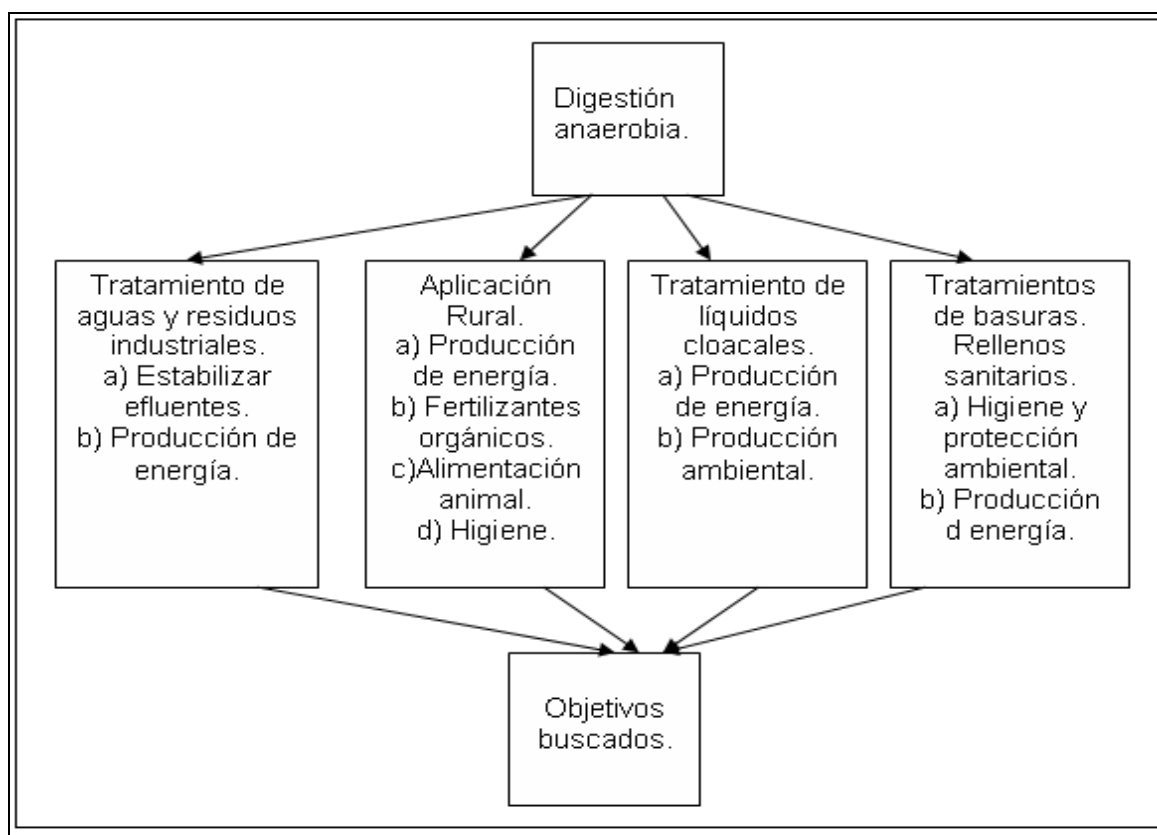 Digestión
anaerobia.
Tratamiento de
aguas y residuos
industriales.
a) Estabilizar
efluentes.
b) Producción de
energía.
Aplicación
Rural.
a) Producción
de energía.
b) Fertilizantes
orgánicos.
c)Alimentación
animal.
d) Higiene.
Tratamiento de
líquidos
cloacales.
a) Producción
de energía.
b) Producción
ambiental.
Tratamientos
de basuras.
Rellenos
sanitarios.
a) Higiene y
protección
ambiental.
b) Producción
d energía.
Objetivos
buscados.